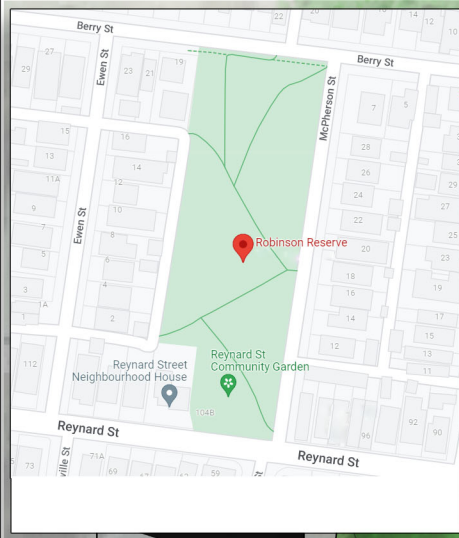 22
20
14
12
10
Berry St
Berry St
27
29
Ewen St
23
21
19
McPherson St
7
5
15
16
13
14
28
11A
12
26
9
10
24
29
27
7
Ewen St
8
22
25
5
6
20
23
Robinson Reserve
4
18
19
3
16
1A
1
2
14
17
15
112
12
13
11
Reynard Street
Neighbourhood House
Reynard St
Community Garden
104B
Reynard St
96
92
90
Reynard St
73
ville St
71A
69
67
59
st